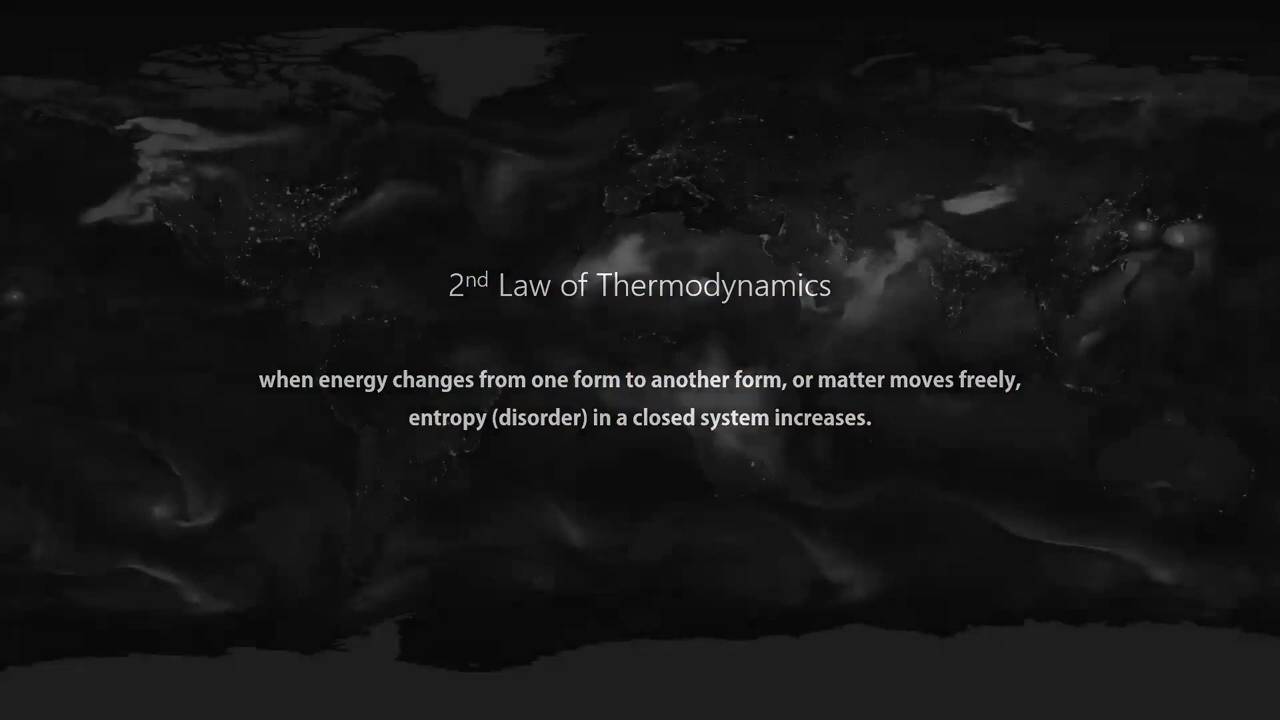 2nd Law of Thermodynamics
when energy changes from one form to another form, or matter moves freely,
entropy (disorder) in a closed system increases.